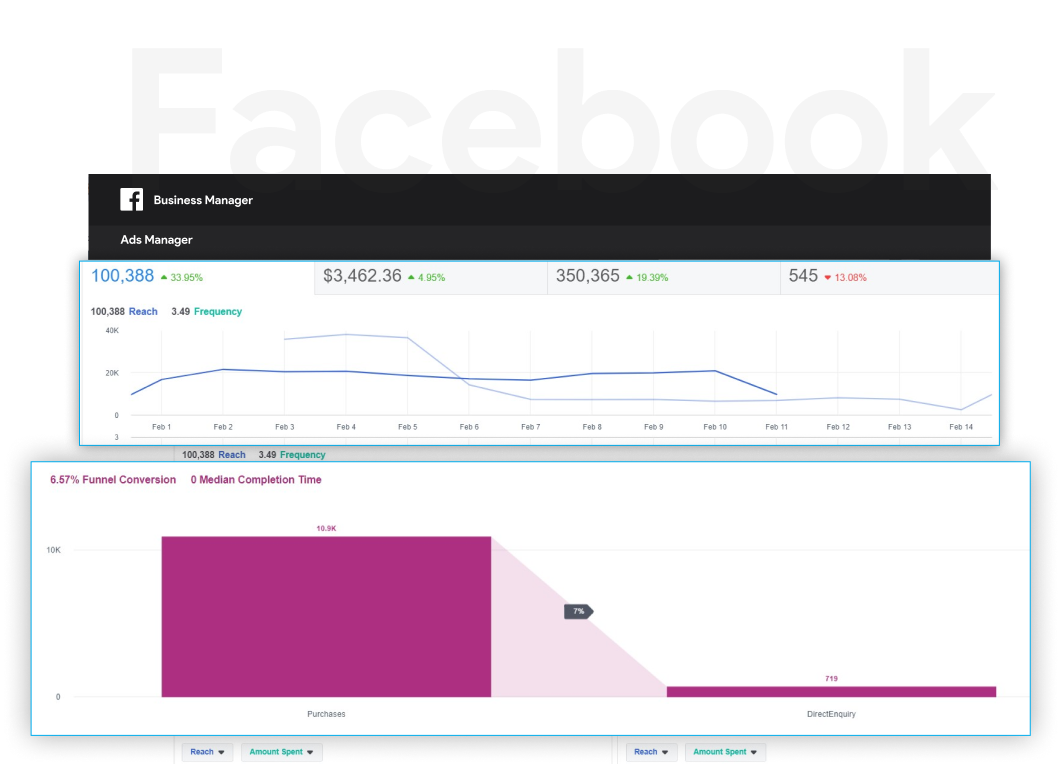 Facebook
Business Manager
Ads Manager
100,388 33.95% $3,462.36 4.95% 350,365 19.39% 545 13.08%
100,388 Reach 3.49 Frequency
40K
20K
0
Feb 1 Feb 2 Feb 3 Feb 4 Feb 5 Feb 6 Feb 7 Feb 8 Feb 9 Feb 10 Feb 11 Feb 12 Feb 13 Feb 14
3
100,388 Reach 3.49 Frequency
6.57% Funnel Conversion 0 Median Completion Time
10.9K
10K
7%
719
0
Purchases DirectEnquiry
Reach Amount Spent Reach Amount Spent